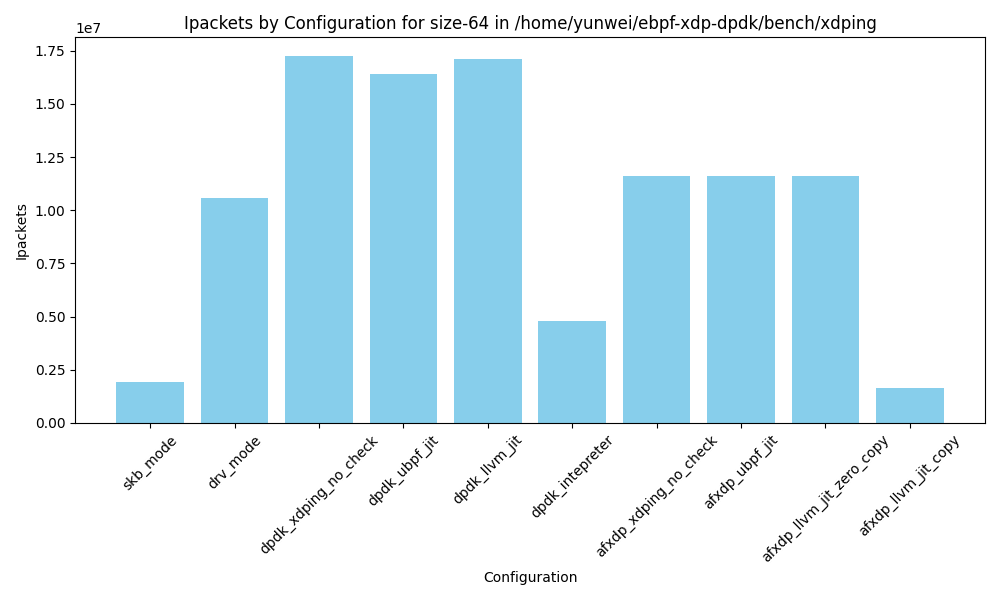 Ipackets by Configuration for size-64 in /home/yunwei/ebpf-xdp-dpdk/bench/xdping
1e7
1.75
1.50
1.25
1.00
0.75
0.50
0.25
0.00
Ipackets
skb_mode
drv_mode
dpdk_xdping_no_check
dpdk_ubpf_jit
dpdk_llvm_jit
dpdk_intepreter
afxdp_xdping_no_check
afxdp_ubpf_jit
afxdp_llvm_jit_zero_copy
afxdp_llvm_jit_copy
Configuration